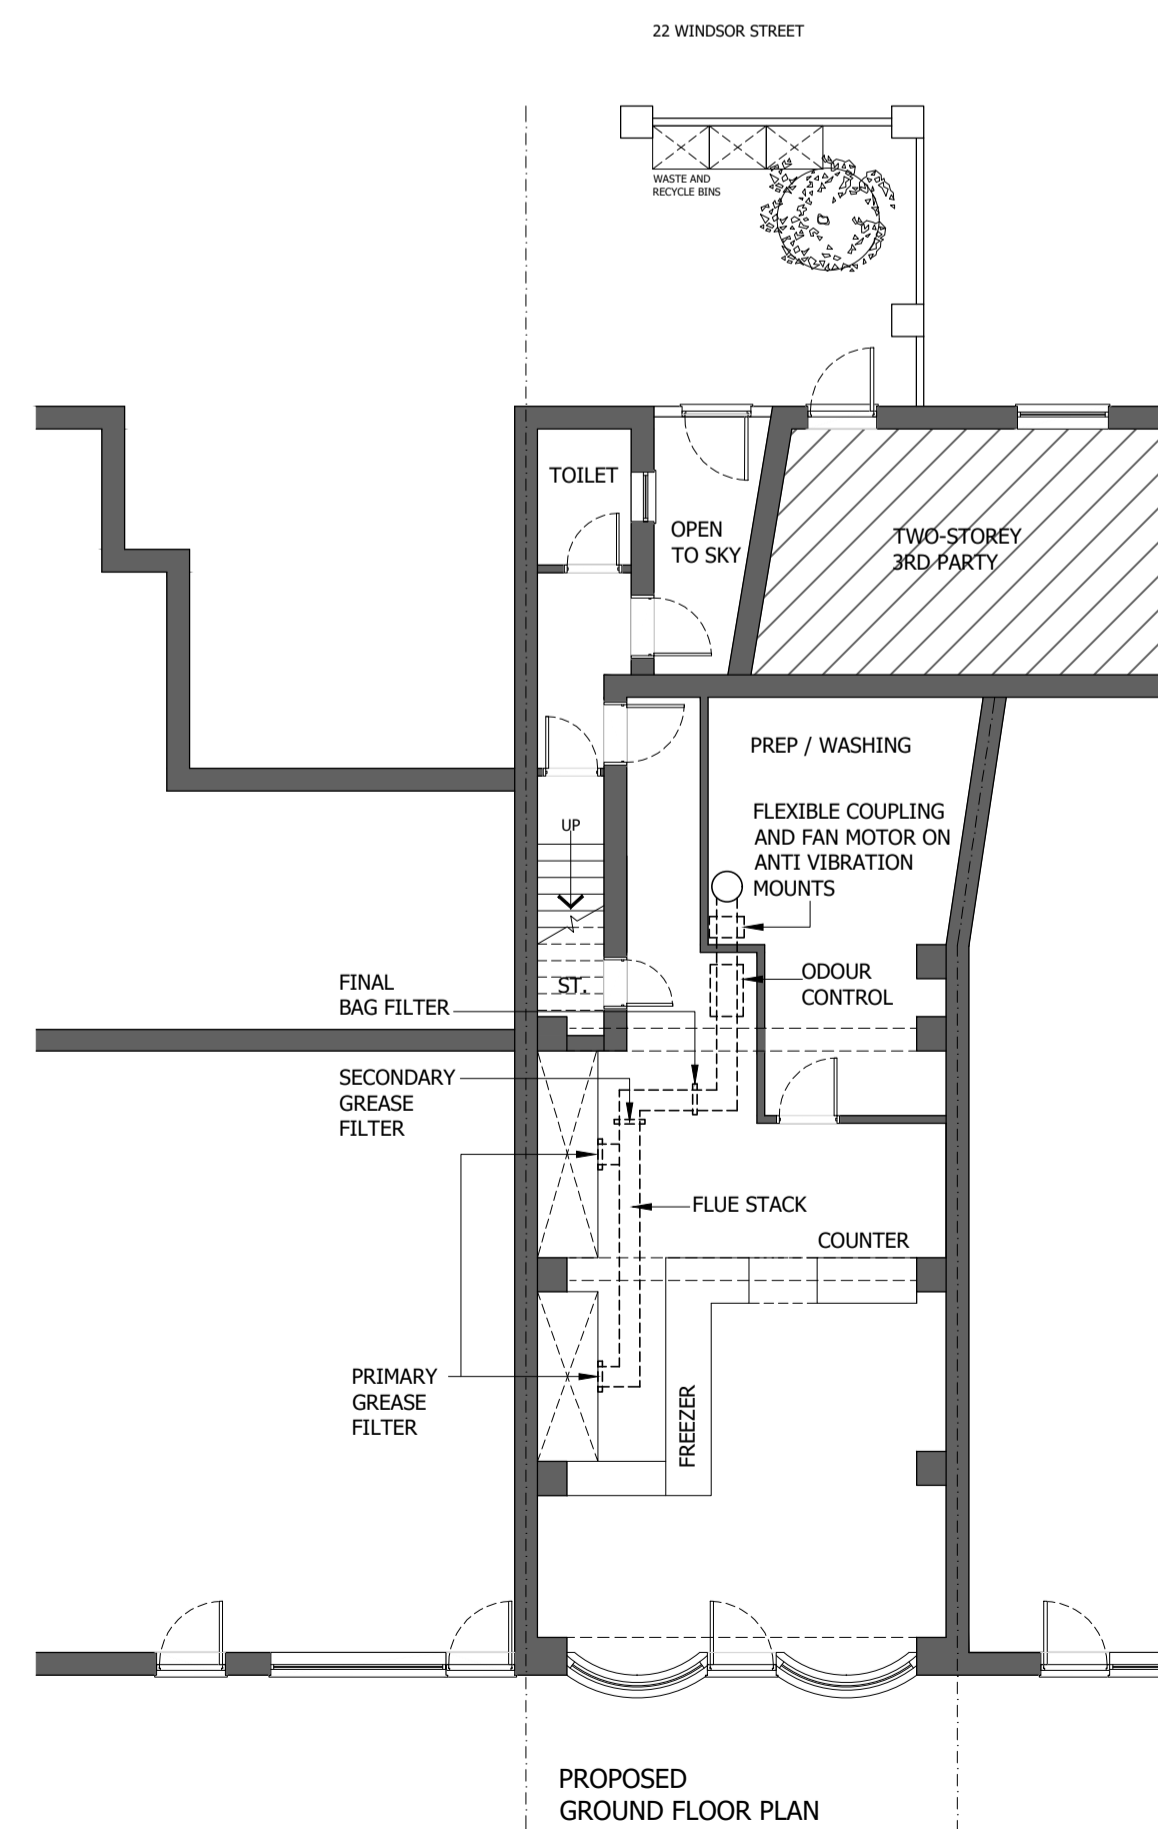 22 WINDSOR STREET
WASTE AND
RECYCLE BINS
TOILET
OPEN
TO SKY
TWO-STOREY
3RD PARTY
PREP / WASHING
FLEXIBLE COUPLING
AND FAN MOTOR ON
ANTI VIBRATION
MOUNTS
UP
ST.
ODOUR
CONTROL
FINAL
BAG FILTER
SECONDARY
GREASE
FILTER
FLUE STACK
COUNTER
PRIMARY
GREASE
FILTER
FREEZER
PROPOSED
GROUND FLOOR PLAN